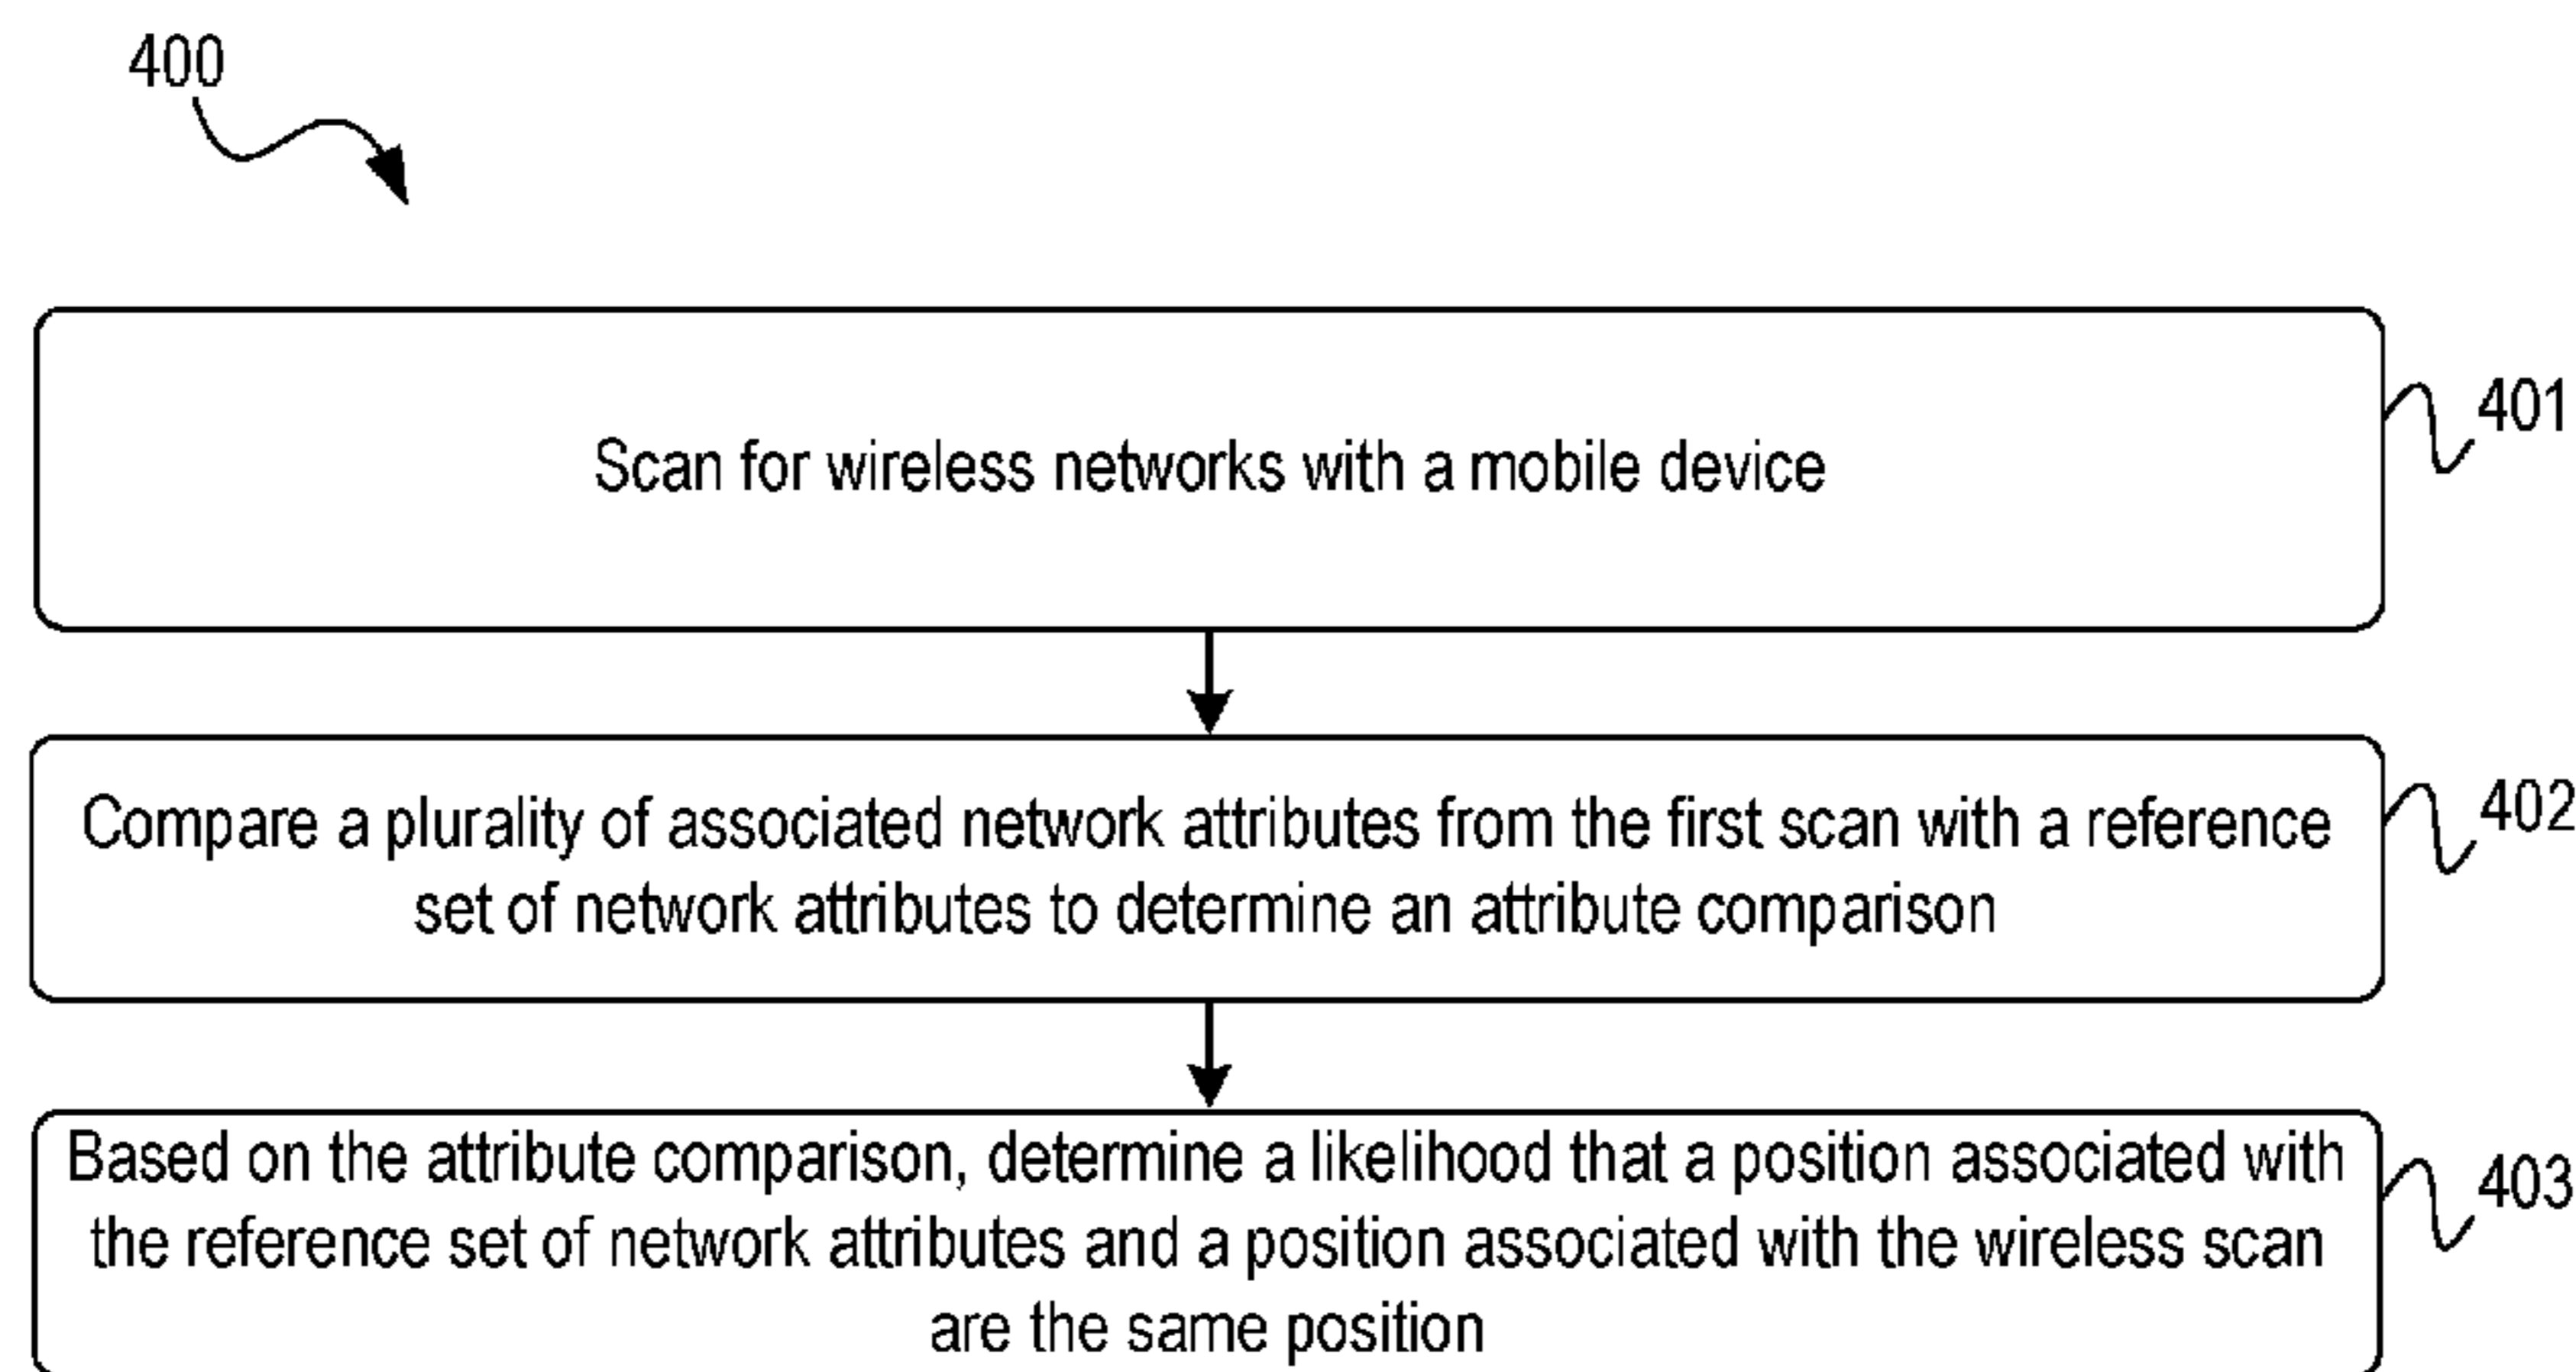 400
Scan for wireless networks with a mobile device
401
Compare a plurality of associated network attributes from the first scan with a reference
set of network attributes to determine an attribute comparison
402
Based on the attribute comparison, determine a likelihood that a position associated with
the reference set of network attributes and a position associated with the wireless scan
are the same position
403